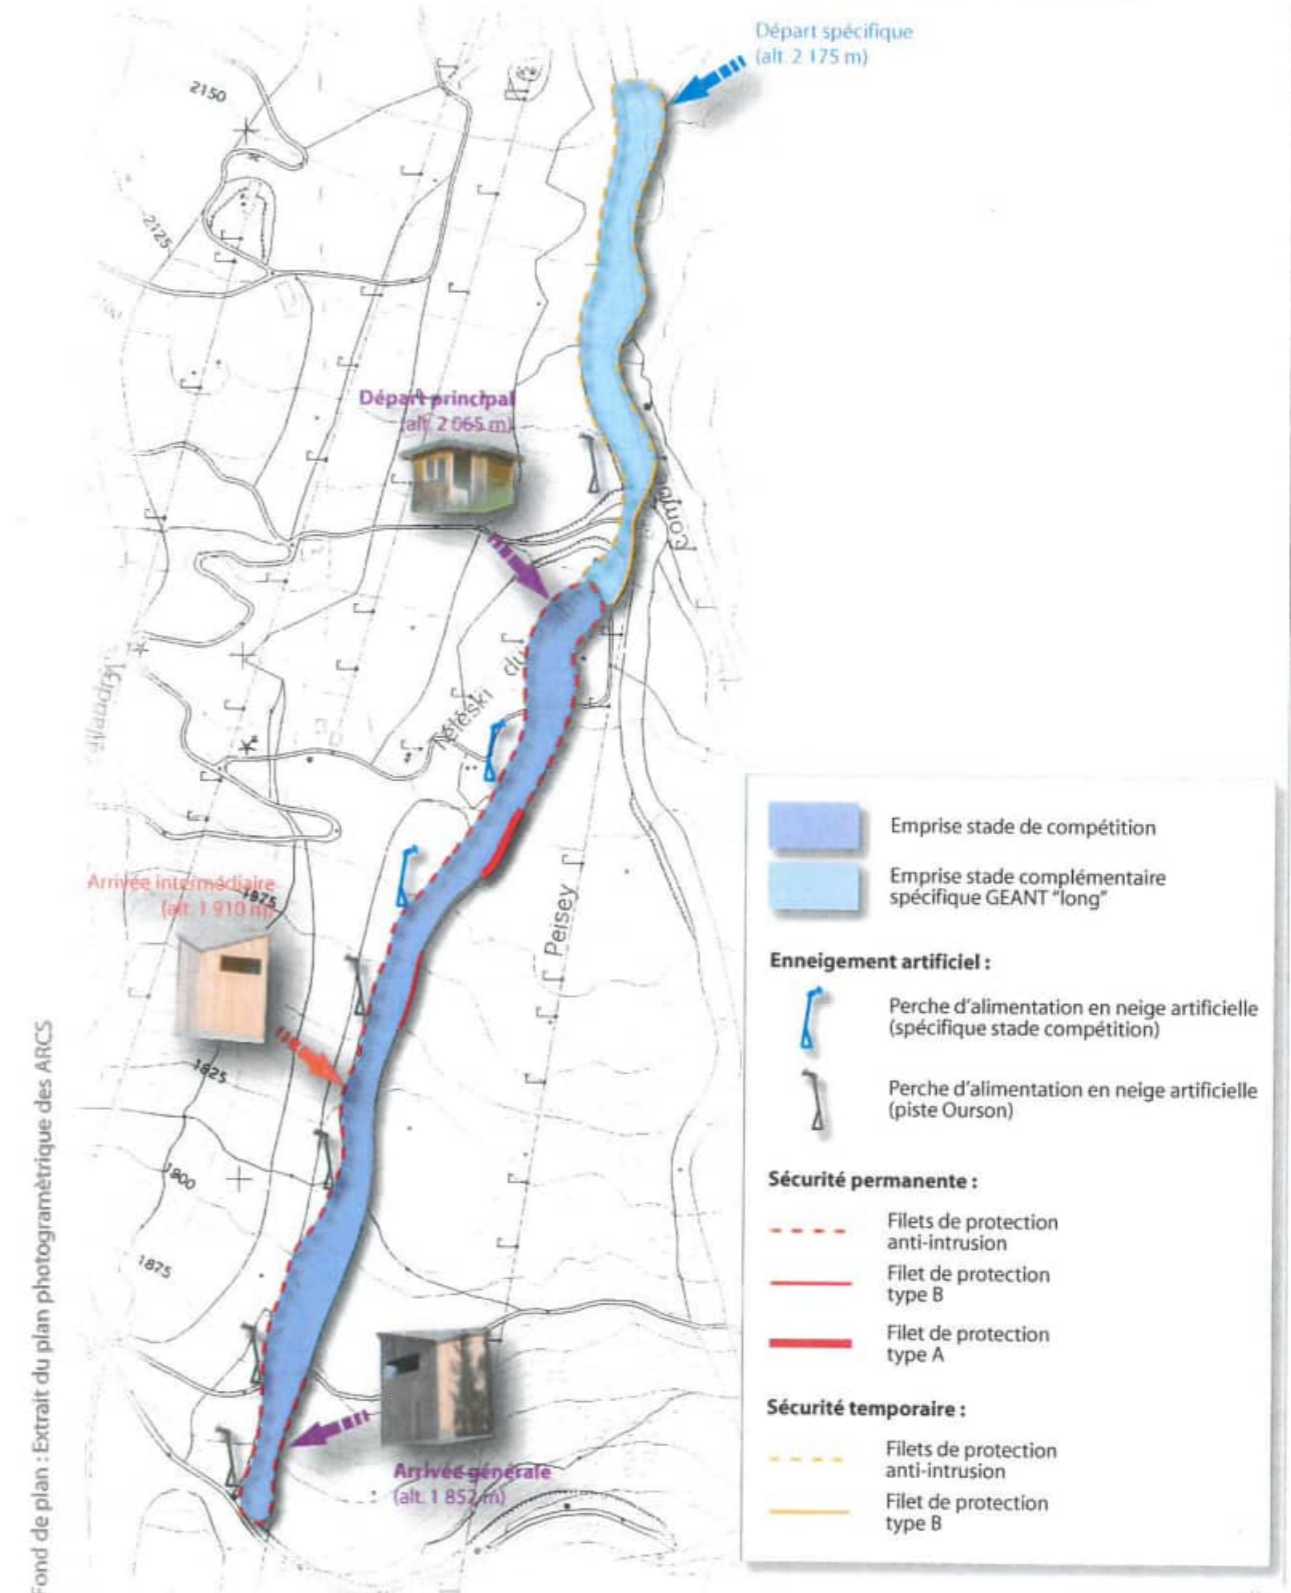 Départ spécifique
(alt. 2 175 m)
2150
2125
Départ principal
(alt. 2 065 m)
Téléski du
Arrivée intermédiaire
(alt. 1 910 m)
1875
Peisey
1825
1800
1875
Arrivée générale
(alt. 1 852 m)
Fond de plan : Extrait du plan photogramètrique des ARCS
Emprise stade de compétition
Emprise stade complémentaire
spécifique GEANT "long"
Enneigement artificiel :
Perche d'alimentation en neige artificielle
(spécifique stade compétition)
Perche d'alimentation en neige artificielle
(piste Ourson)
Sécurité permanente :
Filets de protection
anti-intrusion
Filet de protection
type B
Filet de protection
type A
Sécurité temporaire :
Filets de protection
anti-intrusion
Filet de protection
type B